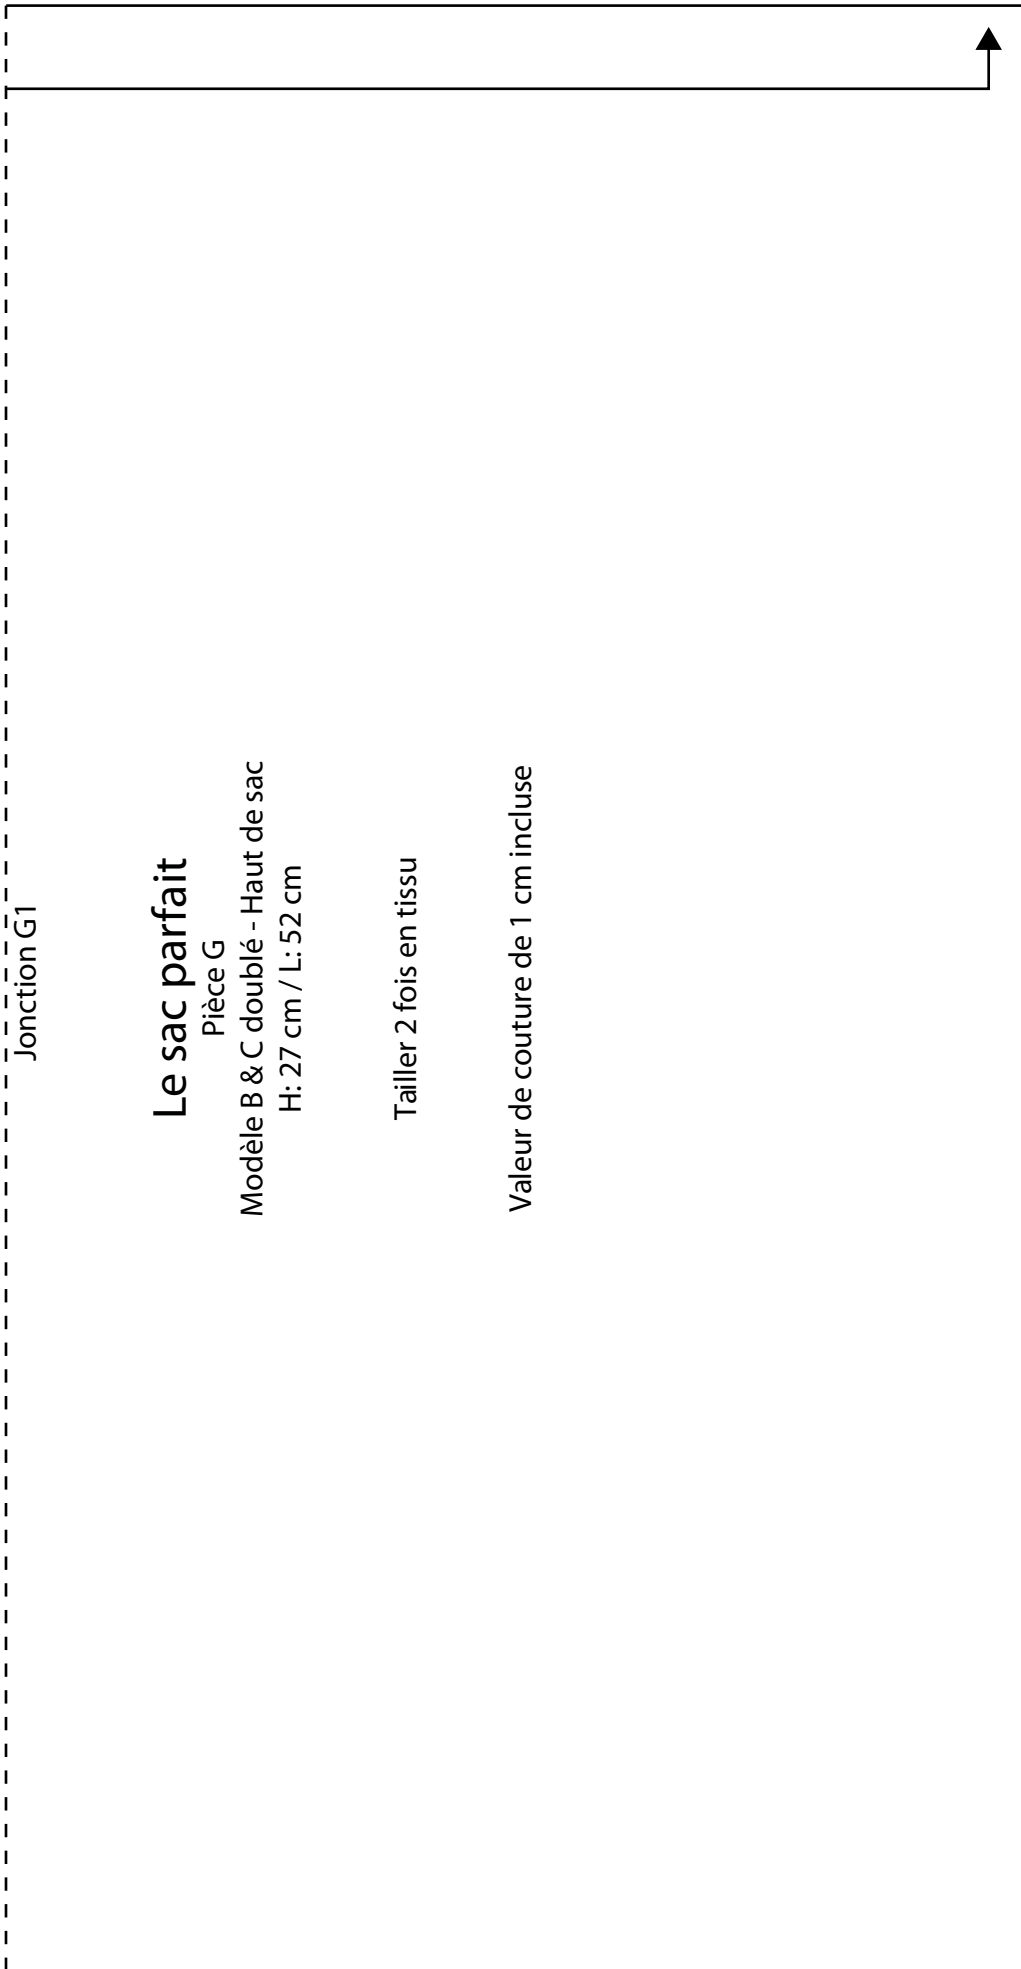 Jonction G1
Le sac parfait
Pièce G
Modèle B & C doublé - Haut de sac
H: 27 cm / L: 52 cm
Tailler 2 fois en tissu
Valeur de couture de 1 cm incluse